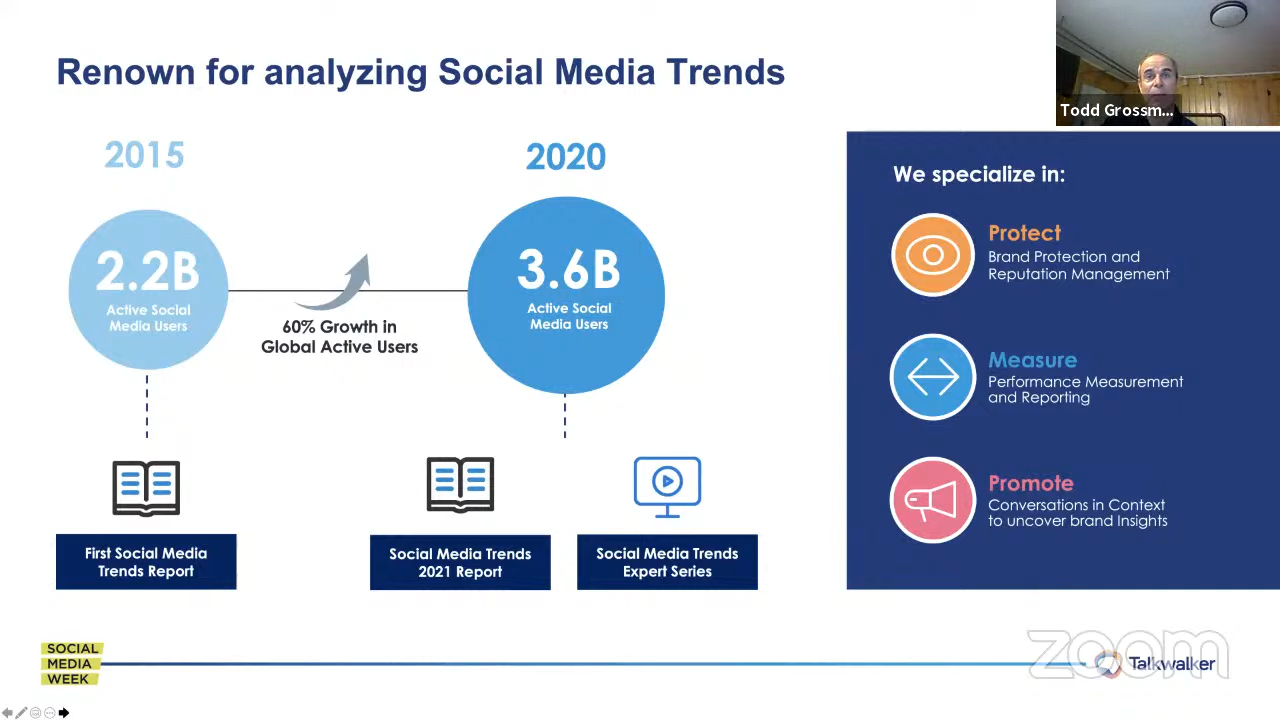 Renown for analyzing Social Media Trends
Todd Grossm...
2015
2.2B
Active Social
Media Users
60% Growth in
Global Active Users
2020
3.6B
Active Social
Media Users
First Social Media
Trends Report
Social Media Trends
2021 Report
Social Media Trends
Expert Series
We specialize in:
Protect
Brand Protection and
Reputation Management
Measure
Performance Measurement
and Reporting
Promote
Conversations in Context
to uncover brand Insights
SOCIAL
MEDIA
WEEK
zoom
Talkwalker